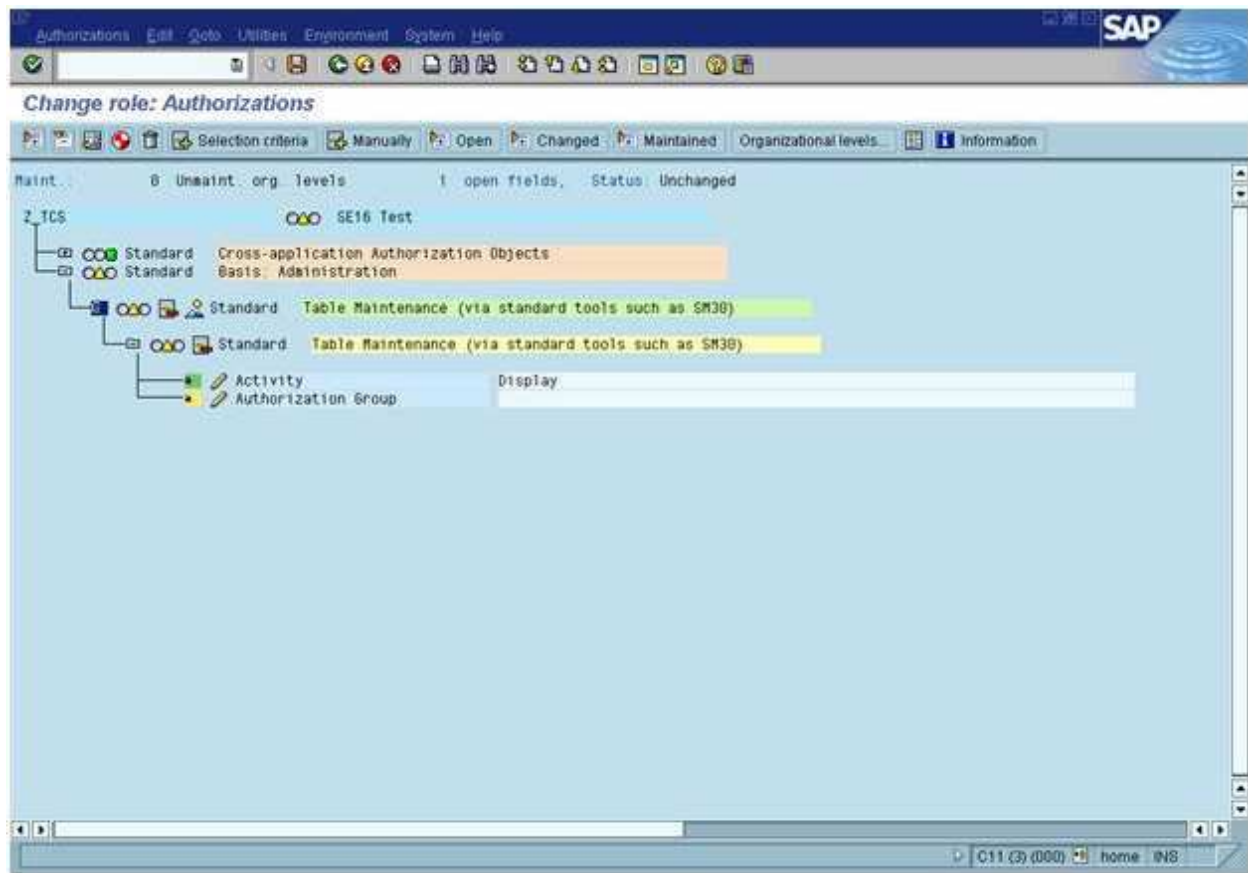 Authorizations Edit Goto Utilities Environment System Help
SAP
Change role: Authorizations
Selection criteria Manually Open Changed Maintained Organizational levels... Information
Maint.: 0 Unmaint. org. levels 1 open fields, Status: Unchanged
Z_TCS SE16 Test
Standard Cross-application Authorization Objects
Standard Basis: Administration
Standard Table Maintenance (via standard tools such as SM30)
Standard Table Maintenance (via standard tools such as SM30)
Activity Display
Authorization Group
C11 (3) (000) home INS